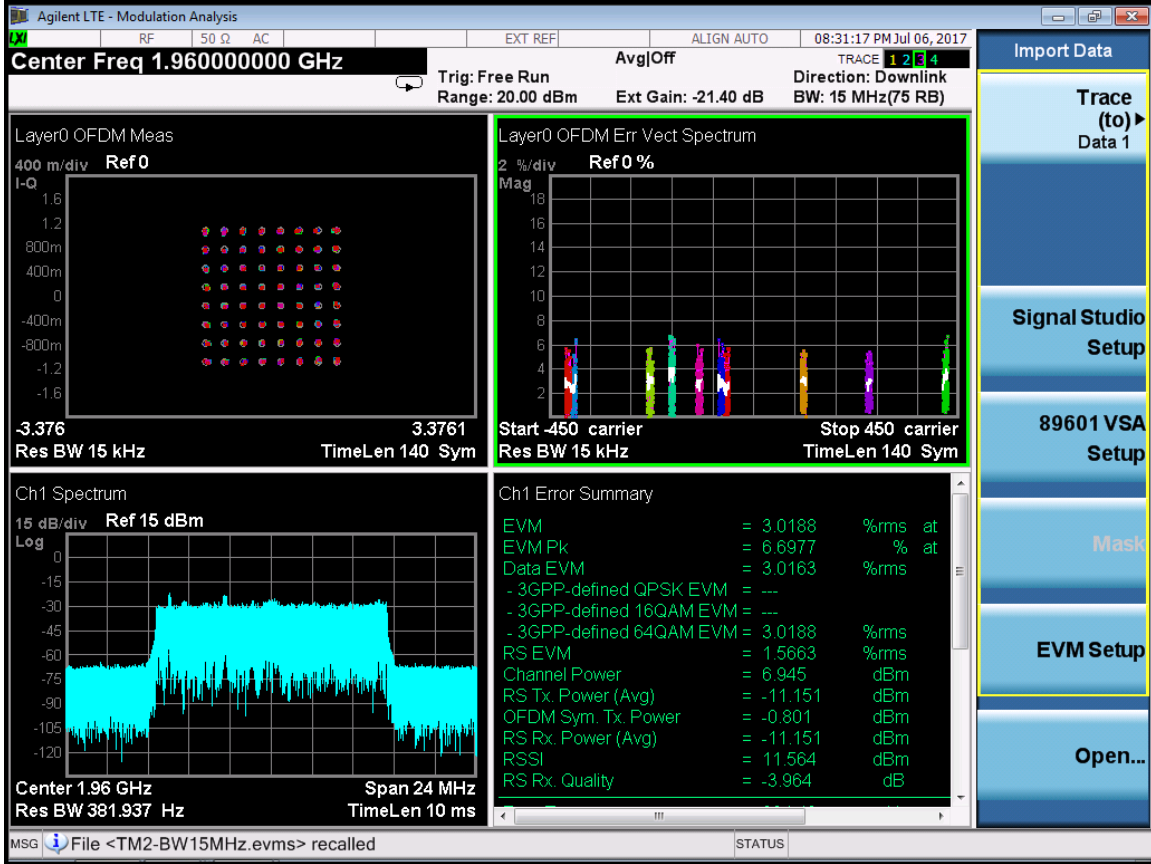 Agilent LTE - Modulation Analysis
LXI RF 50 Ω AC EXT REF ALIGN AUTO 08:31:17 PM Jul 06, 2017
Center Freq 1.960000000 GHz
Avg|Off
TRACE 1 2 3 4
Trig: Free Run
Direction: Downlink
Range: 20.00 dBm Ext Gain: -21.40 dB BW: 15 MHz(75 RB)
Layer0 OFDM Meas
400 m/div Ref 0
I-Q
1.6
1.2
800m
400m
0
-400m
-800m
-1.2
-1.6
-3.376 3.3761
Res BW 15 kHz TimeLen 140 Sym
Layer0 OFDM Err Vect Spectrum
2 %/div Ref 0 %
Mag
18
16
14
12
10
8
6
4
2
Start -450 carrier Stop 450 carrier
Res BW 15 kHz TimeLen 140 Sym
Ch1 Spectrum
15 dB/div Ref 15 dBm
Log
0
-15
-30
-45
-60
-75
-90
-105
-120
Center 1.96 GHz Span 24 MHz
Res BW 381.937 Hz TimeLen 10 ms
Ch1 Error Summary
EVM = 3.0188 %rms at
EVM Pk = 6.6977 % at
Data EVM = 3.0163 %rms
- 3GPP-defined QPSK EVM = ---
- 3GPP-defined 16QAM EVM = ---
- 3GPP-defined 64QAM EVM = 3.0188 %rms
RS EVM = 1.5663 %rms
Channel Power = 6.945 dBm
RS Tx. Power (Avg) = -11.151 dBm
OFDM Sym. Tx. Power = -0.801 dBm
RS Rx. Power (Avg) = -11.151 dBm
RSSI = 11.564 dBm
RS Rx. Quality = -3.964 dB
Import Data
Trace
(to)
Data 1
Signal Studio
Setup
89601 VSA
Setup
Mask
EVM Setup
Open...
MSG File <TM2-BW15MHz.evms> recalled STATUS